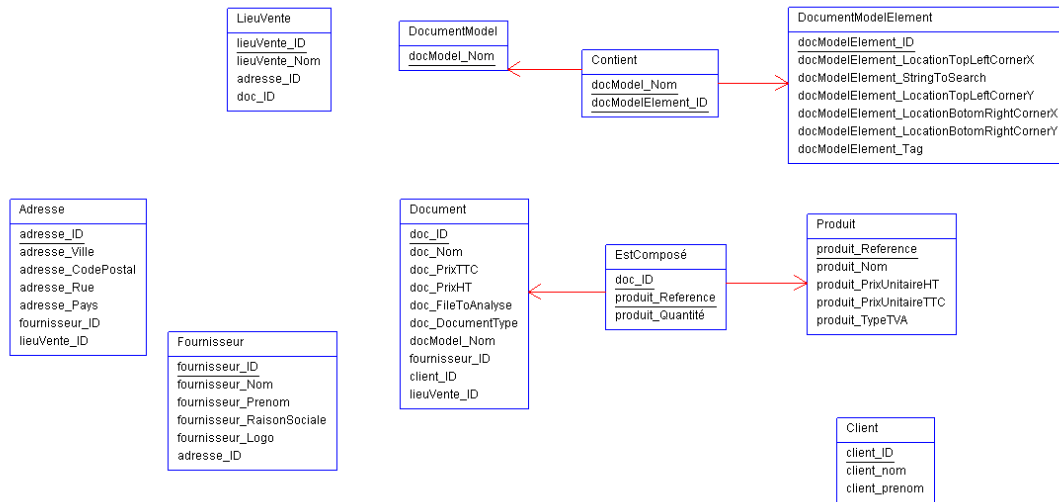 LieuVente
lieuVente_ID
lieuVente_Nom
adresse_ID
doc_ID
DocumentModel
docModel_Nom
Contient
docModel_Nom
docModelElement_ID
DocumentModelElement
docModelElement_ID
docModelElement_LocationTopLeftCornerX
docModelElement_StringToSearch
docModelElement_LocationTopLeftCornerY
docModelElement_LocationBotomRightCornerX
docModelElement_LocationBotomRightCornerY
docModelElement_Tag
Adresse
adresse_ID
adresse_Ville
adresse_CodePostal
adresse_Rue
adresse_Pays
fournisseur_ID
lieuVente_ID
Fournisseur
fournisseur_ID
fournisseur_Nom
fournisseur_Prenom
fournisseur_RaisonSociale
fournisseur_Logo
adresse_ID
Document
doc_ID
doc_Nom
doc_PrixTTC
doc_PrixHT
doc_FileToAnalyse
doc_DocumentType
docModel_Nom
fournisseur_ID
client_ID
lieuVente_ID
EstComposé
doc_ID
produit_Reference
produit_Quantité
Produit
produit_Reference
produit_Nom
produit_PrixUnitaireHT
produit_PrixUnitaireTTC
produit_TypeTVA
Client
client_ID
client_nom
client_prenom